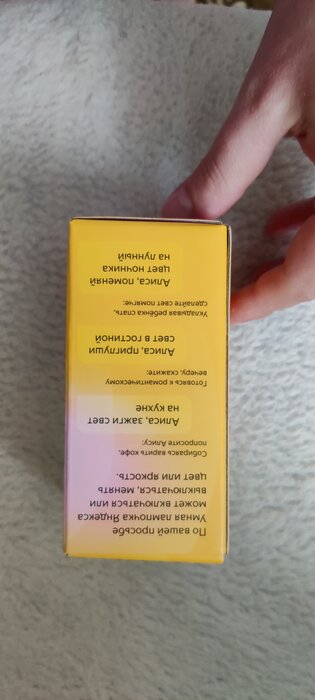 По вашей просьбе
Умная лампочка Яндекса
может включаться или
выключаться, менять
цвет или яркость.
Собираясь варить кофе,
попросите Алису:
Алиса, зажги свет
на кухне
Готовясь к романтическому
вечеру, скажите:
Алиса, приглуши
свет в гостиной
Укладывая ребёнка спать,
сделайте свет помягче:
Алиса, поменяй
цвет ночника
на лунный